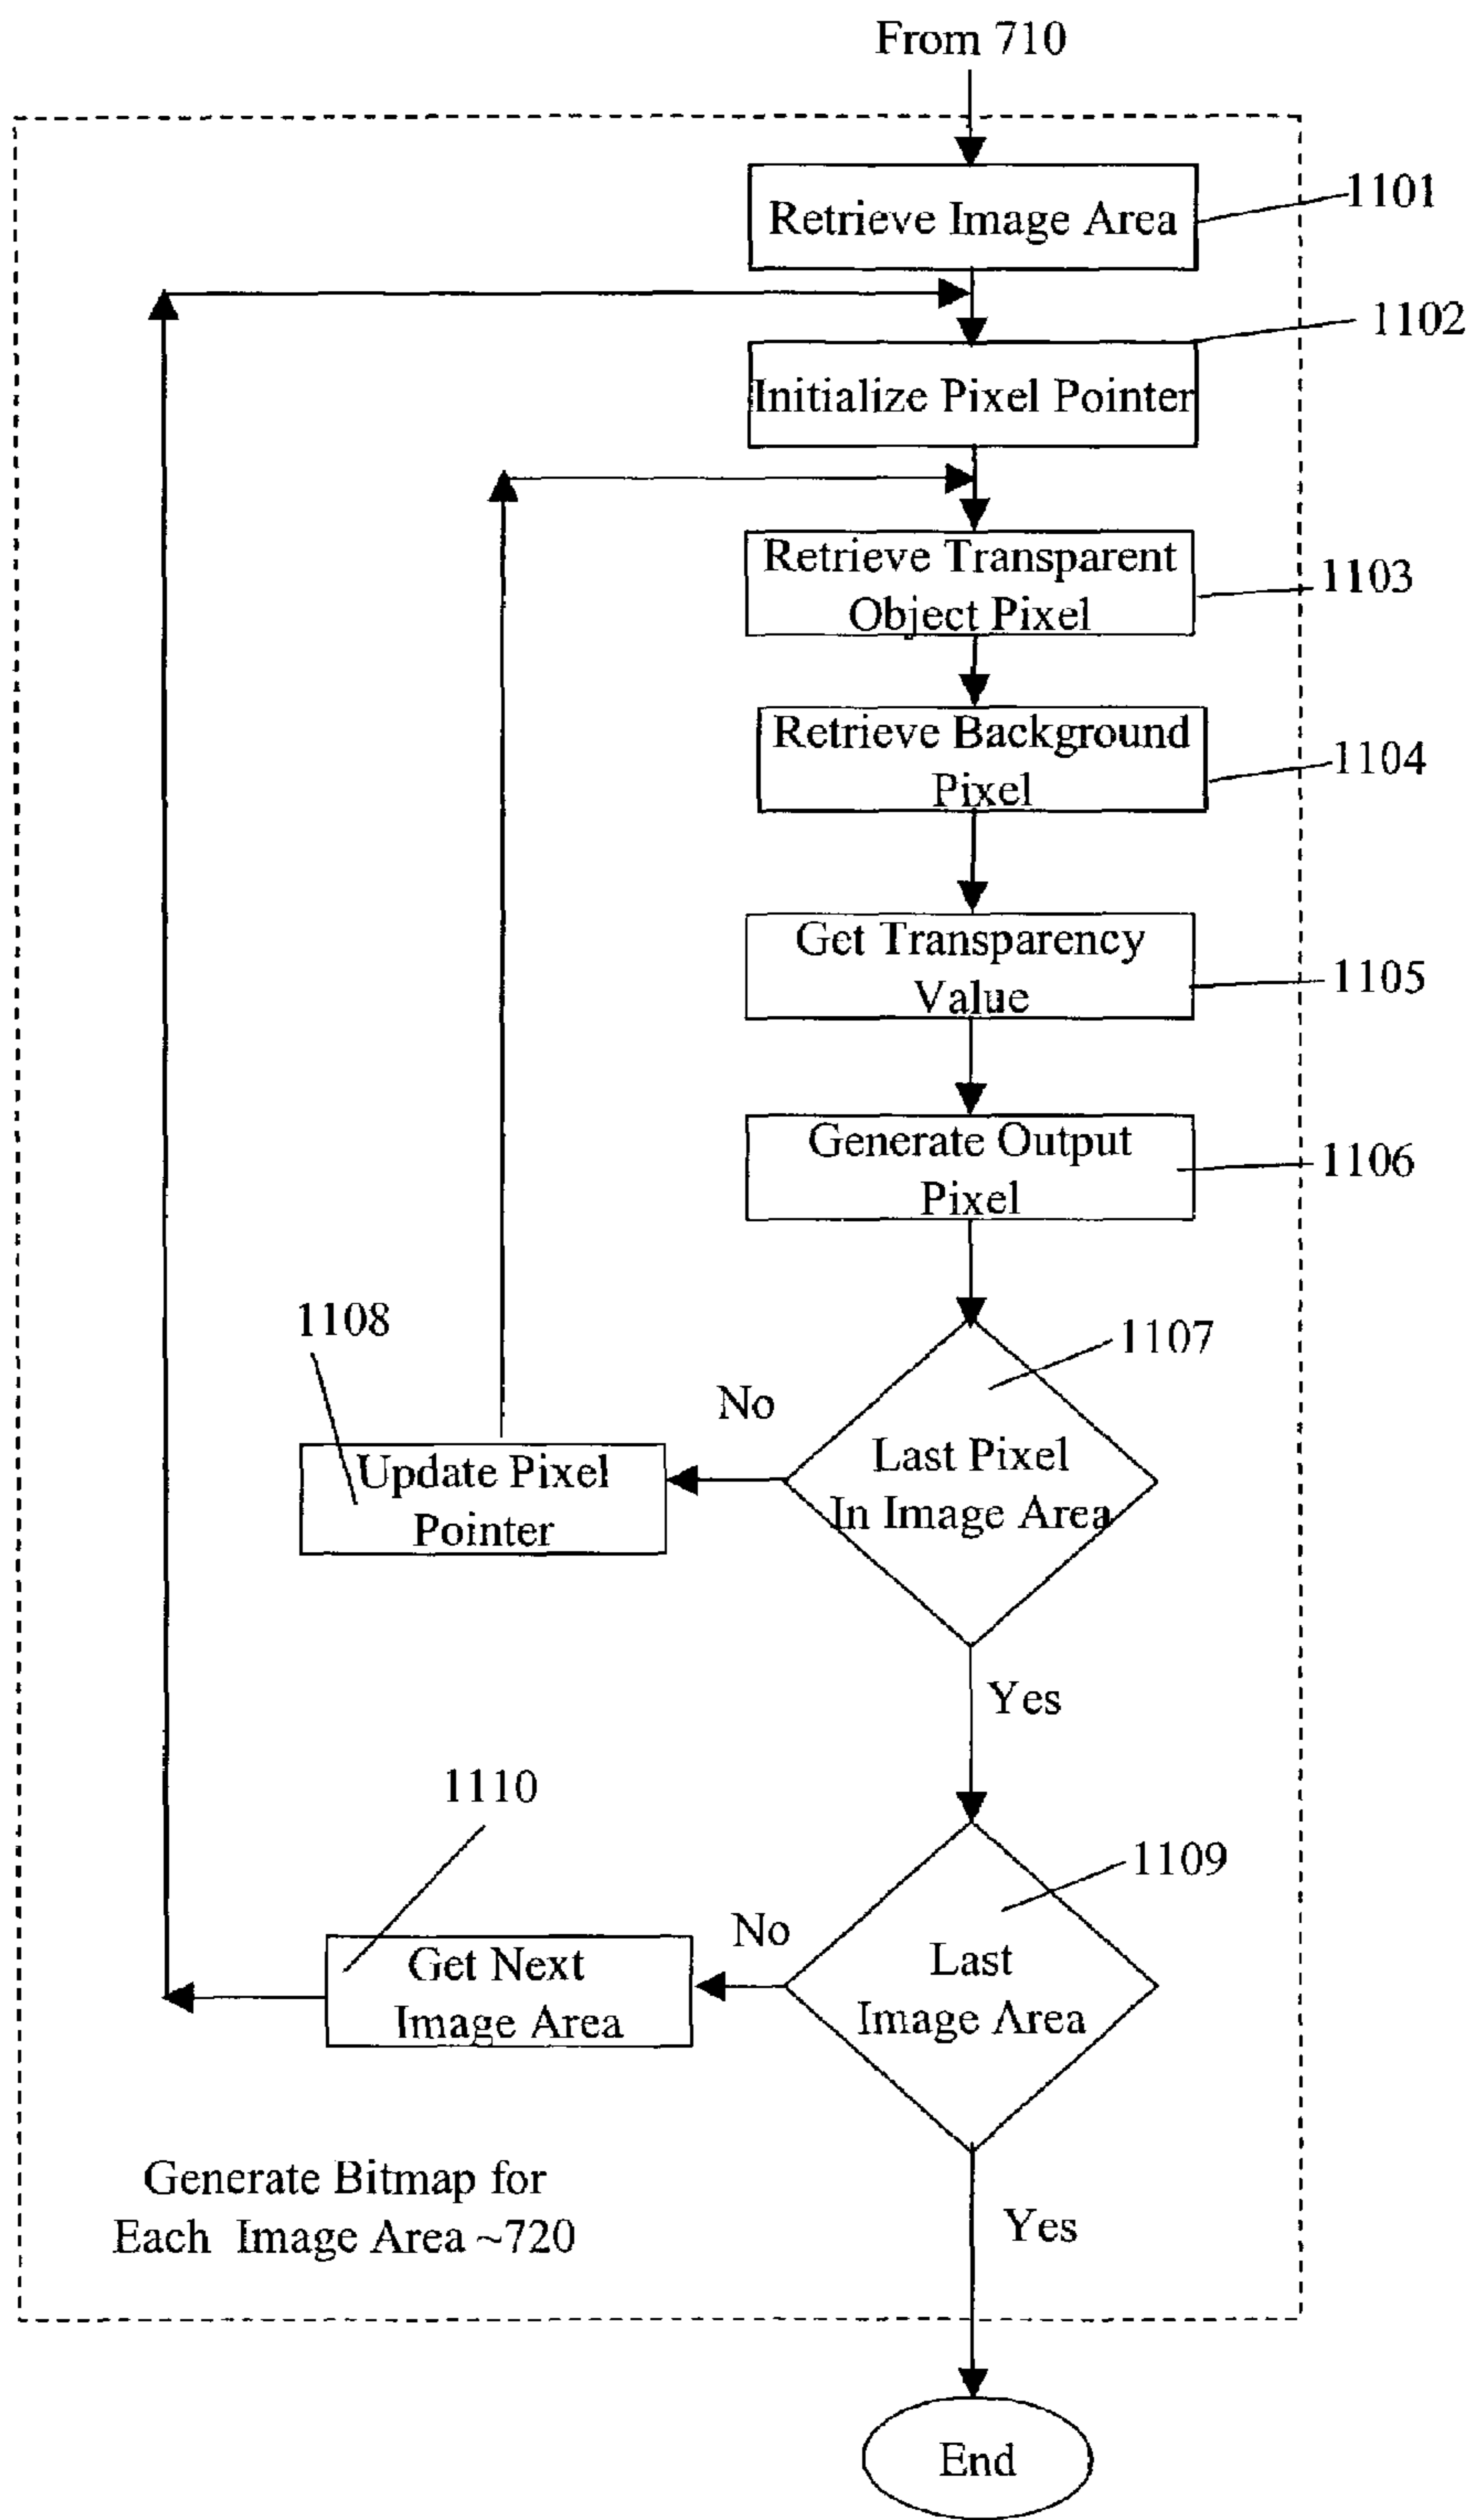 From 710
Retrieve Image Area
1101
Initialize Pixel Pointer
1102
Retrieve Transparent
Object Pixel
1103
Retrieve Background
Pixel
1104
Get Transparency
Value
1105
Generate Output
Pixel
1106
1107
Last Pixel
In Image Area
No
1108
Update Pixel
Pointer
Yes
1109
Last
Image Area
No
1110
Get Next
Image Area
Generate Bitmap for
Each Image Area ~720
Yes
End